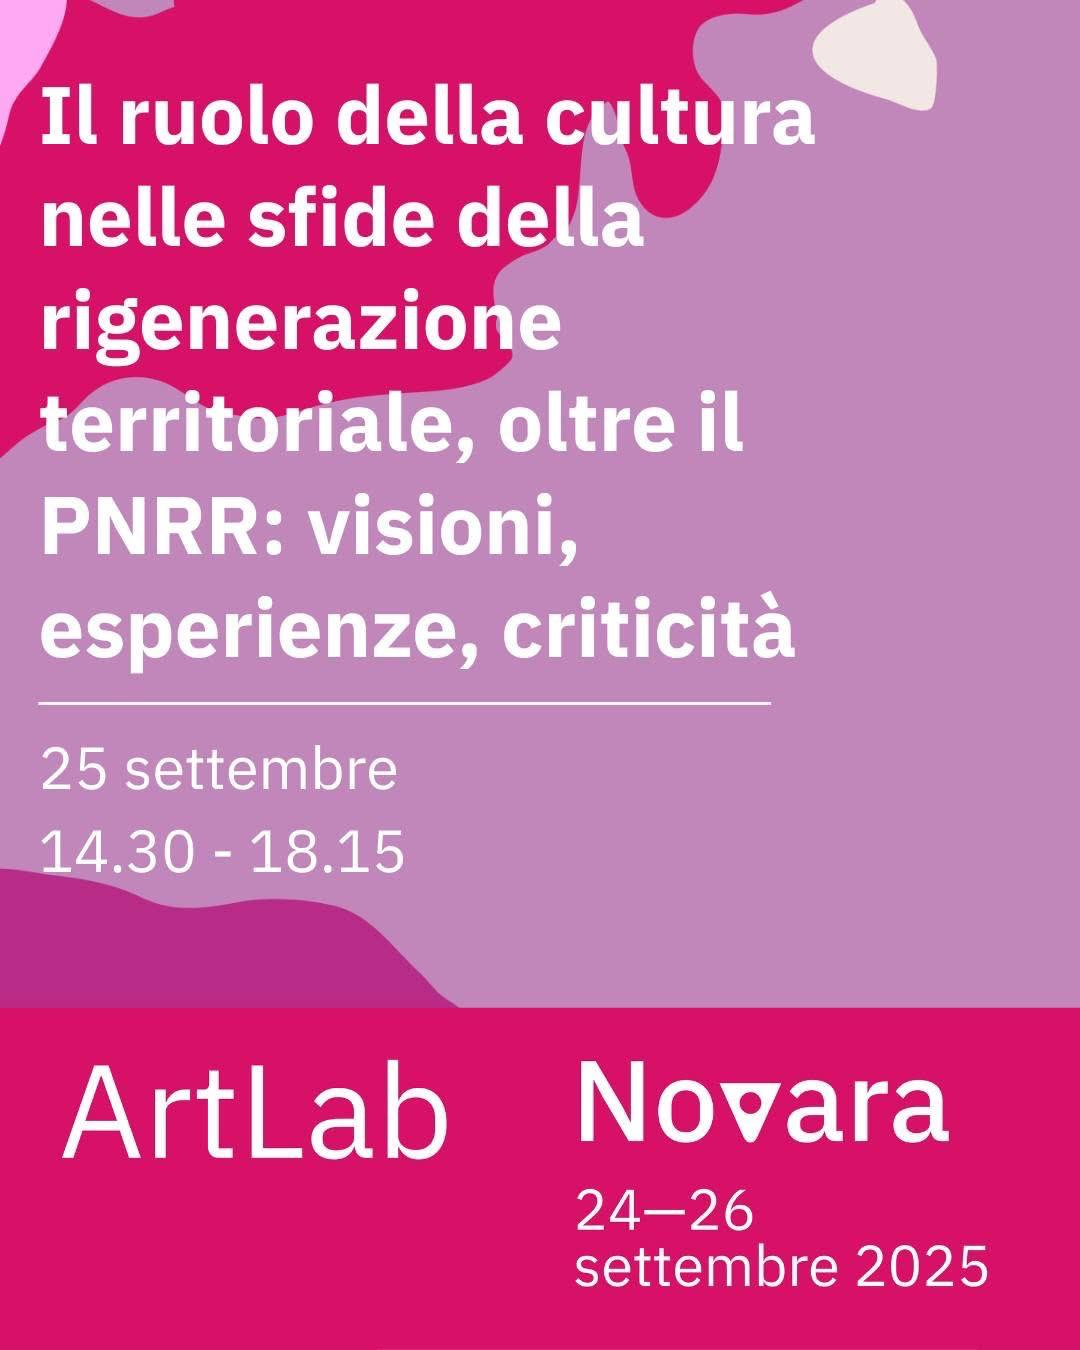 Il ruolo della cultura
nelle sfide della
rigenerazione
territoriale, oltre il
PNRR: visioni,
esperienze, criticità
25 settembre
14.30 - 18.15
ArtLab
Novara
24—26
settembre 2025